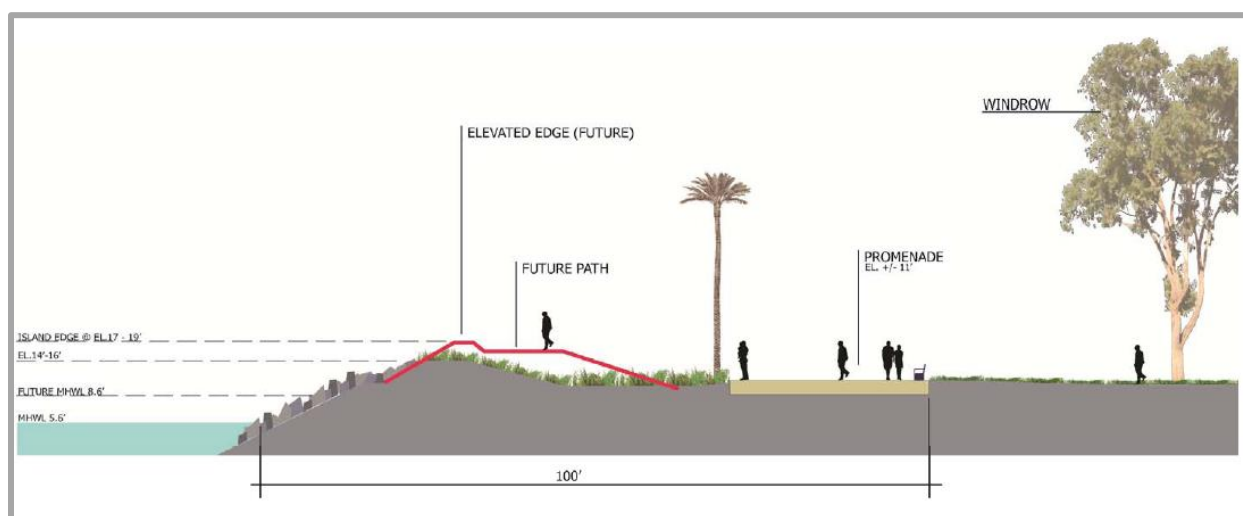 WINDROW
ELEVATED EDGE (FUTURE)
FUTURE PATH
PROMENADE
EL. +/- 11'
ISLAND EDGE @ EL.17 - 19'
EL.14'-16'
FUTURE MHWL 8.6'
MHWL 5.6'
100'